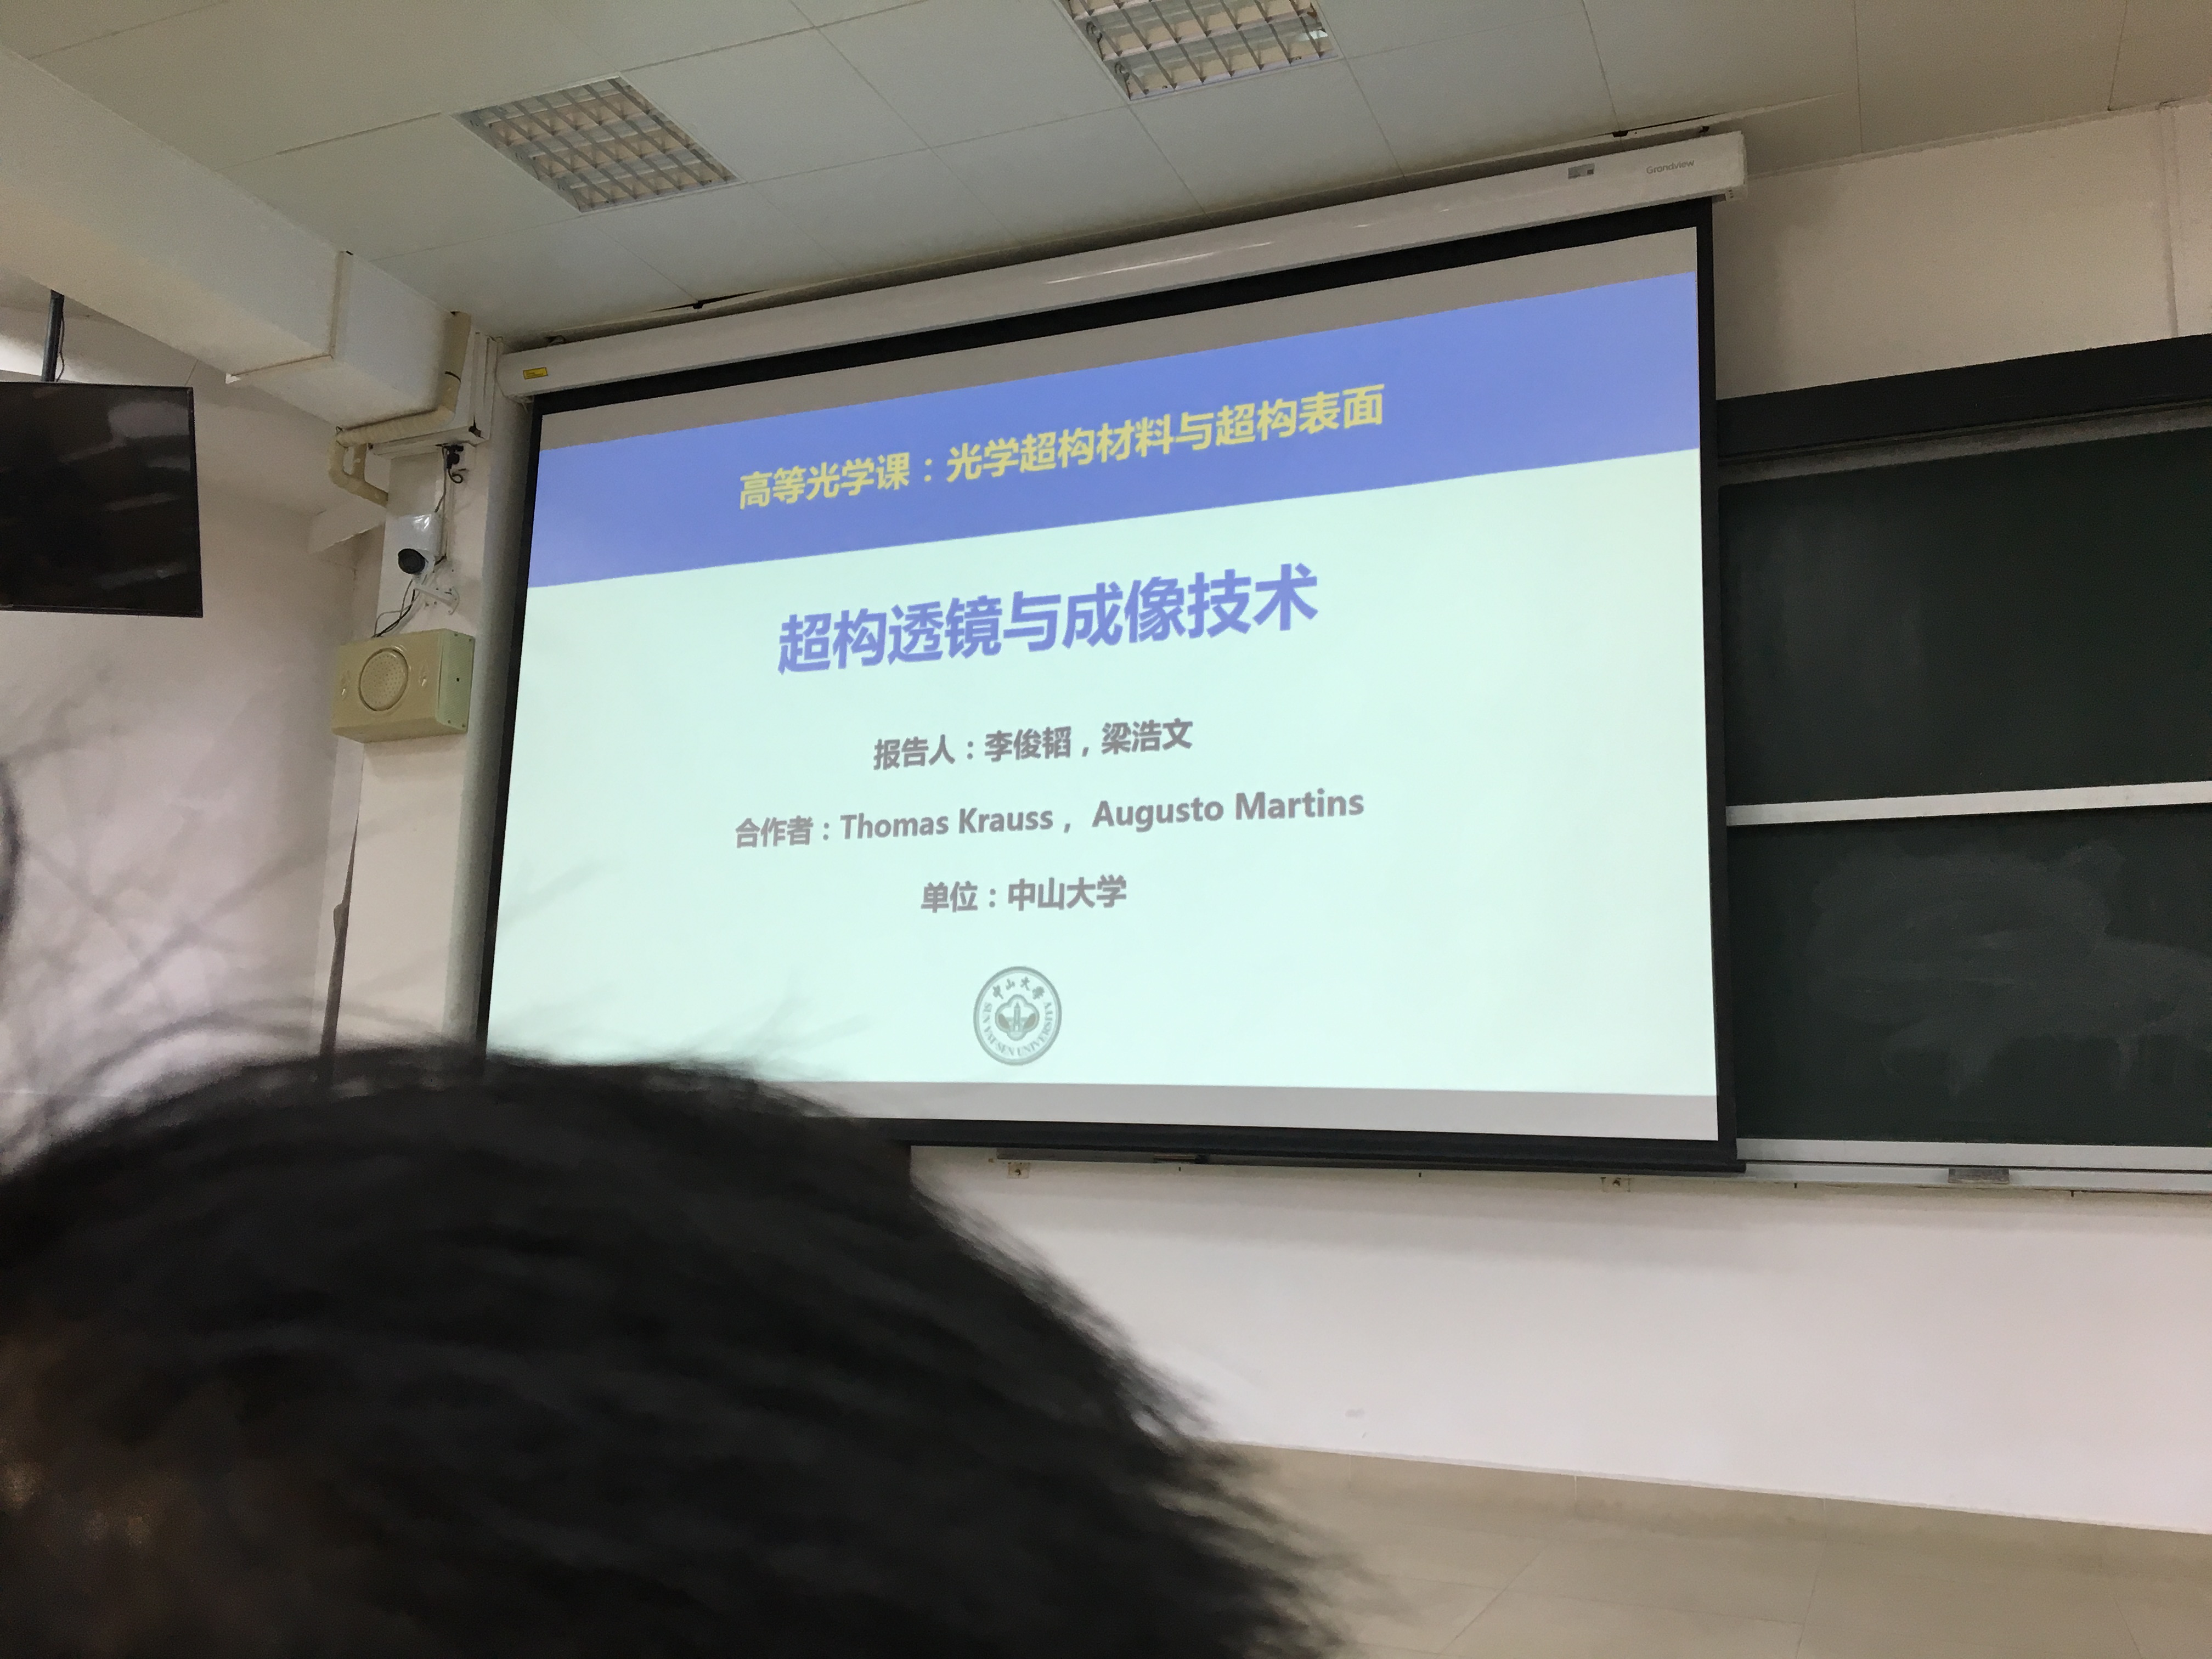 Grandview
高等光学课：光学超构材料与超构表面
超构透镜与成像技术
报告人：李俊韬，梁浩文
合作者：Thomas Krauss， Augusto Martins
单位：中山大学
中山大学
SUN YAT-SEN UNIVERSITY